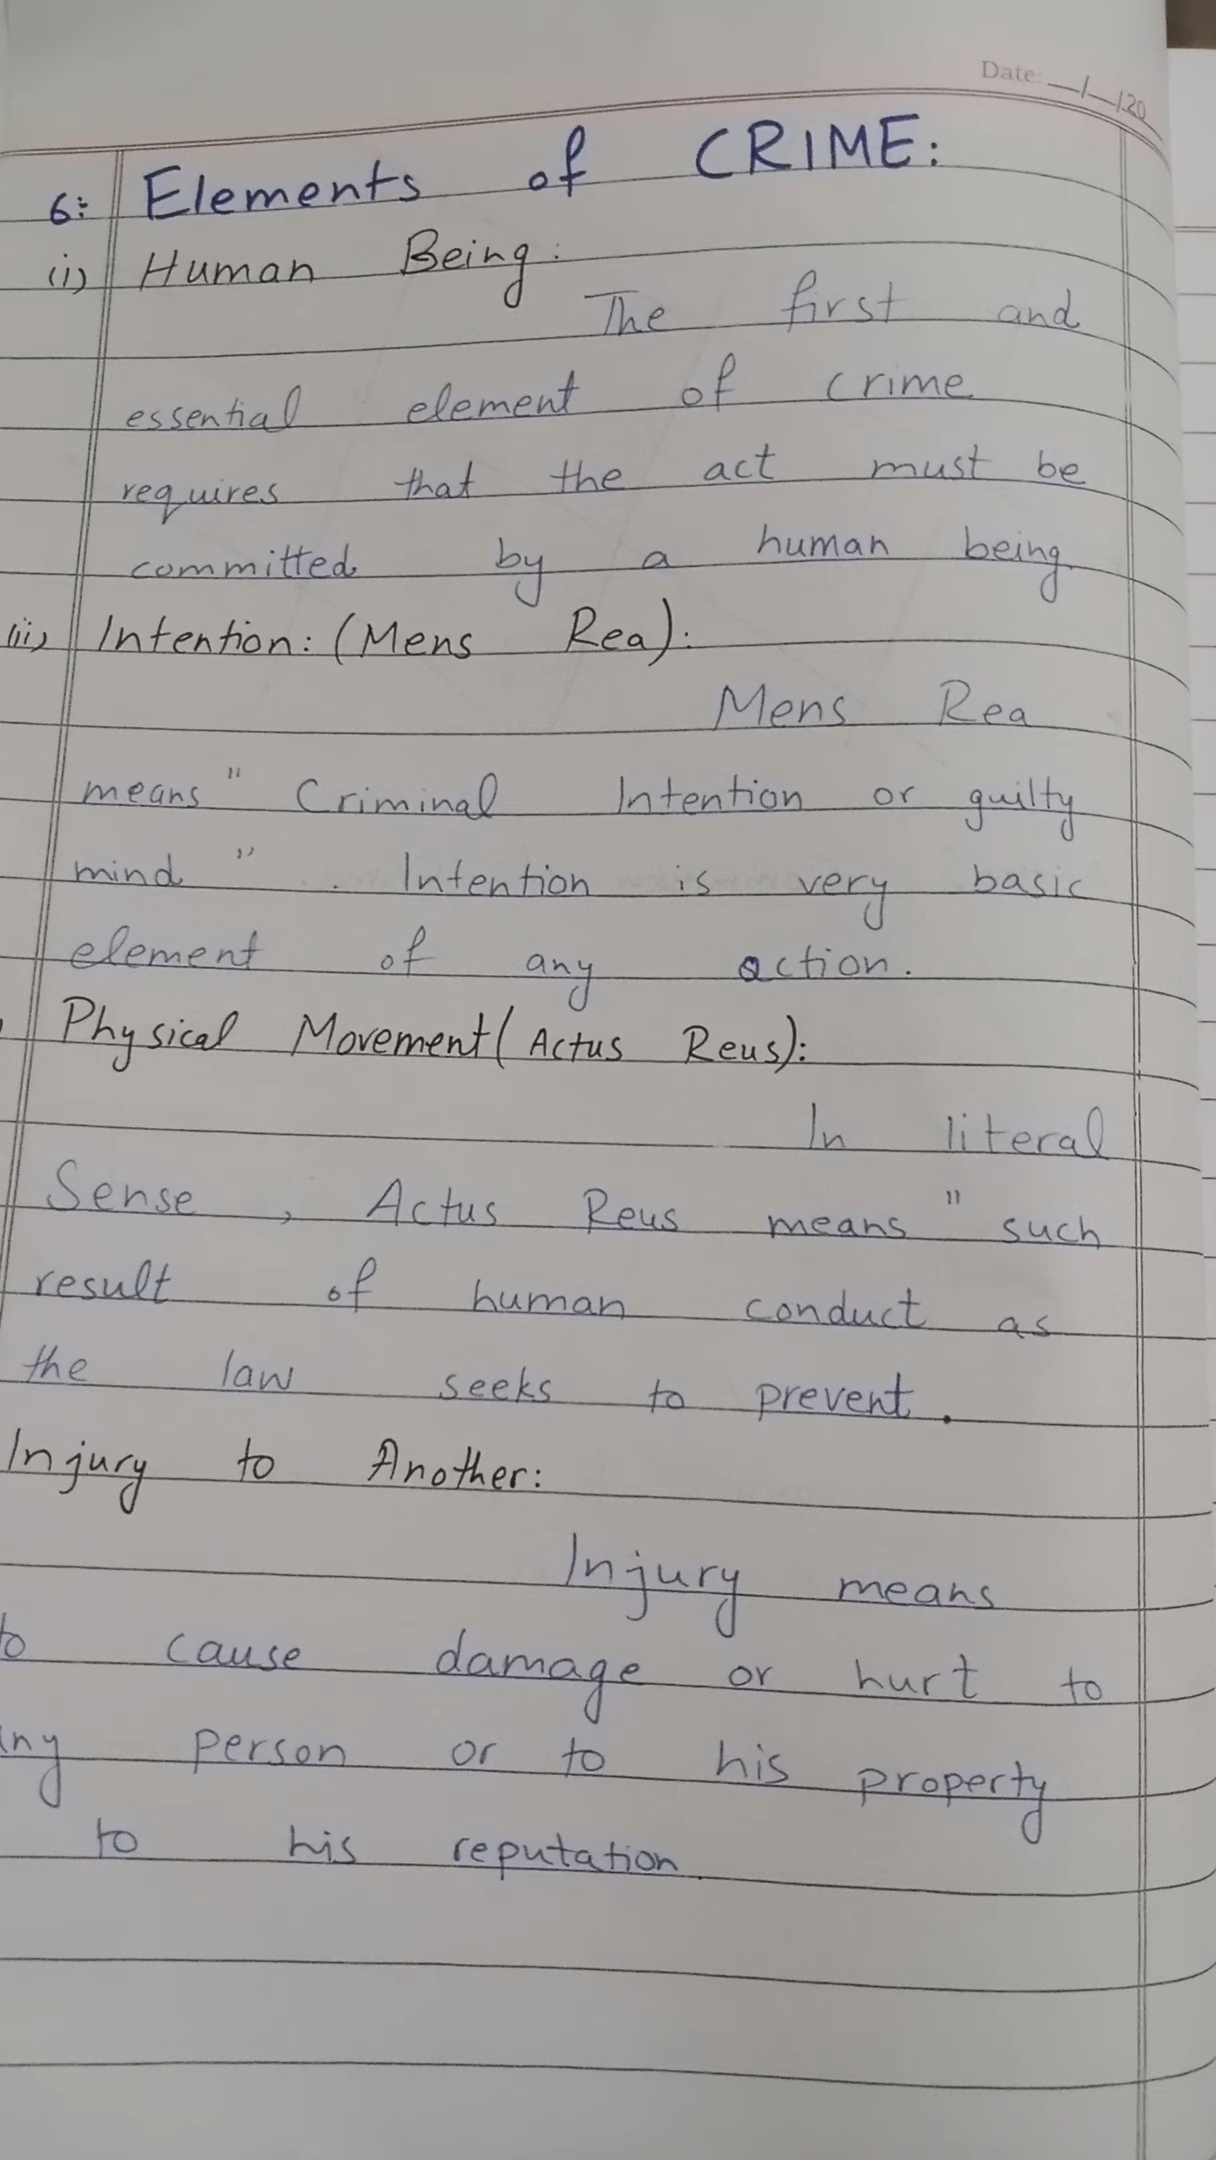 Date: __/__/20
6: Elements of CRIME:
(i) Human Being:
The first and
essential element of crime
requires that the act must be
committed by a human being.
(ii) Intention: (Mens Rea):
Mens Rea
means " Criminal Intention or guilty
mind " . Intention is very basic
element of any action.
Physical Movement (Actus Reus):
In literal
Sense , Actus Reus means " such
result of human conduct as
the law seeks to prevent .
Injury to Another:
Injury means
to cause damage or hurt to
person or to his property
to his reputation